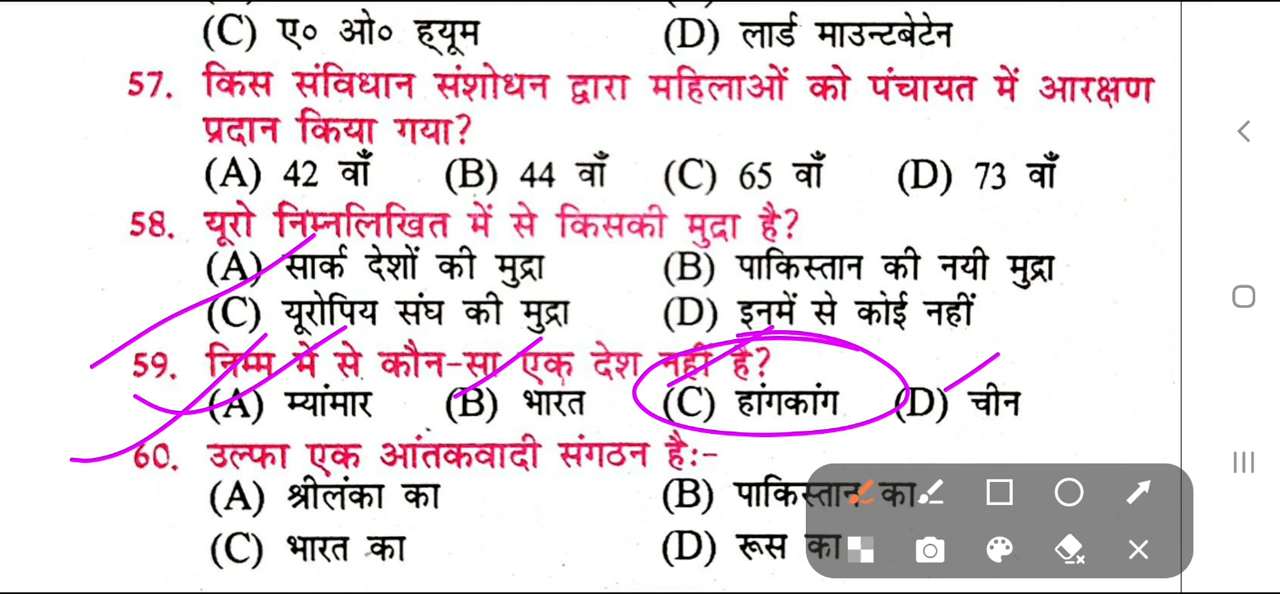 (C) ए० ओ० ह्यूम (D) लार्ड माउन्टबेटेन
57. किस संविधान संशोधन द्वारा महिलाओं को पंचायत में आरक्षण
प्रदान किया गया?
(A) 42 वाँ (B) 44 वाँ (C) 65 वाँ (D) 73 वाँ
58. यूरो निम्नलिखित में से किसकी मुद्रा है?
(A) सार्क देशों की मुद्रा (B) पाकिस्तान की नयी मुद्रा
(C) यूरोपिय संघ की मुद्रा (D) इनमें से कोई नहीं
59. निम्म में से कौन-सा एक देश नहीं है?
(A) म्यांमार (B) भारत (C) हांगकांग (D) चीन
60. उल्फा एक आंतकवादी संगठन है:-
(A) श्रीलंका का (B) पाकिस्तान का
(C) भारत का (D) रूस का